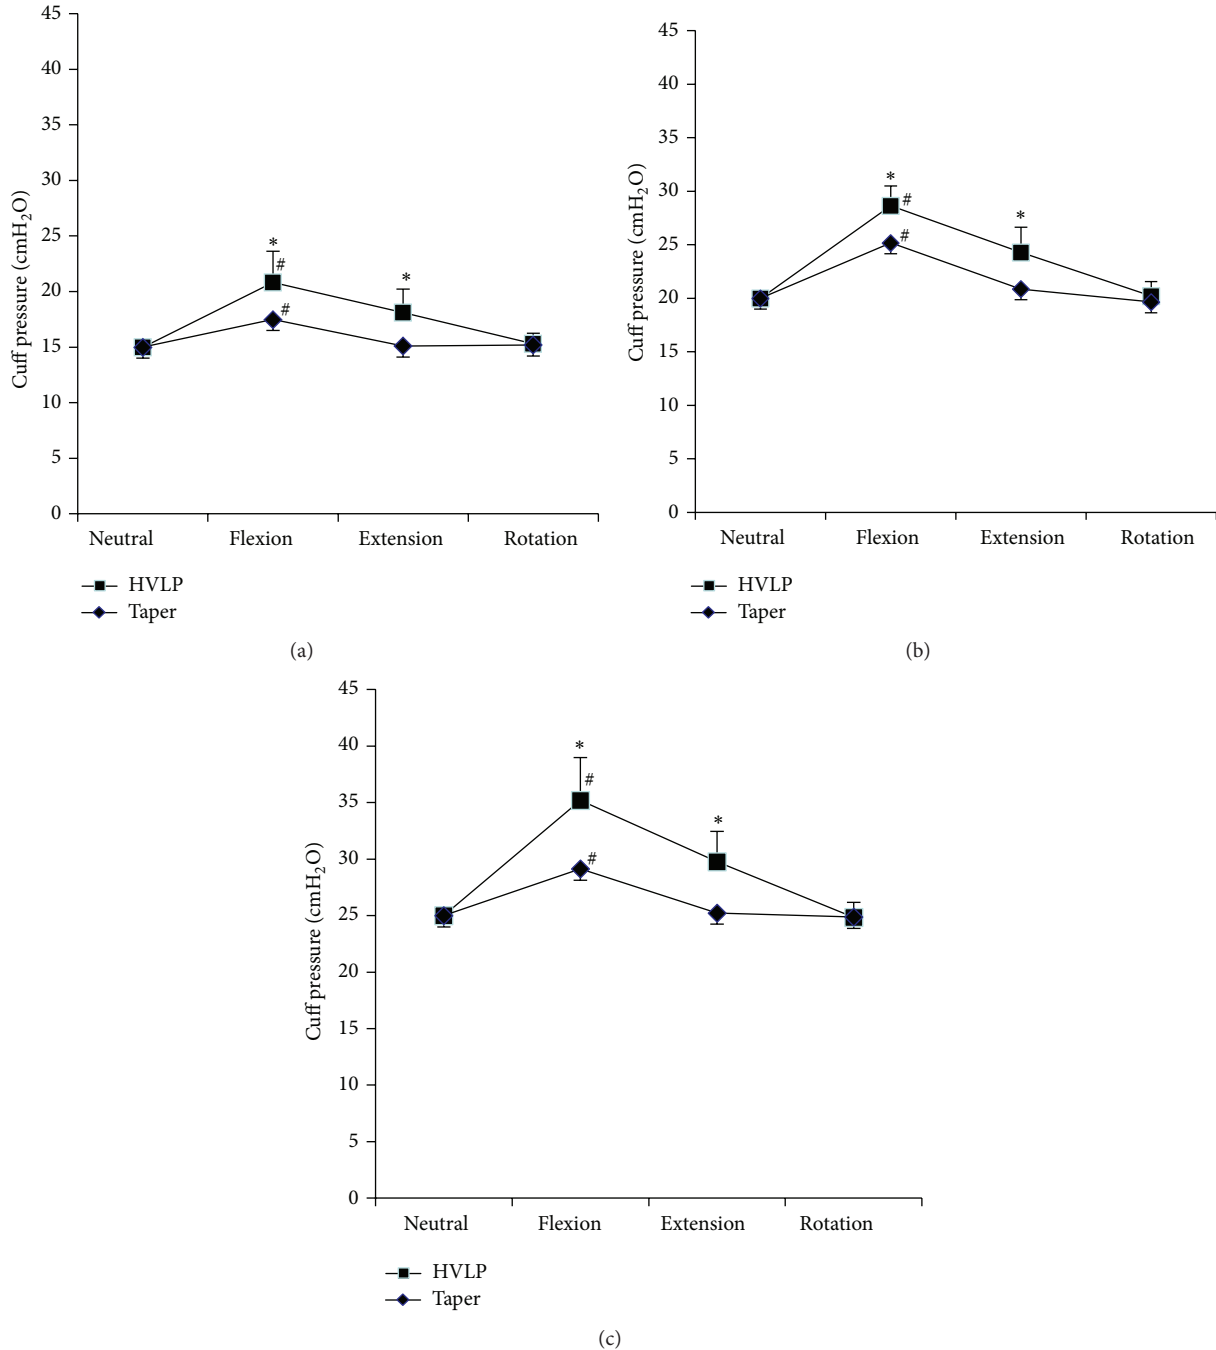 45
40
35
30
25
20
15
10
5
0
Cuff pressure (cmH₂O)
*
#
#
*
Neutral Flexion Extension Rotation
HVLP
Taper
(a)
45
40
35
30
25
20
15
10
5
0
Cuff pressure (cmH₂O)
*
#
#
*
Neutral Flexion Extension Rotation
HVLP
Taper
(b)
45
40
35
30
25
20
15
10
5
0
Cuff pressure (cmH₂O)
*
#
#
*
Neutral Flexion Extension Rotation
HVLP
Taper
(c)